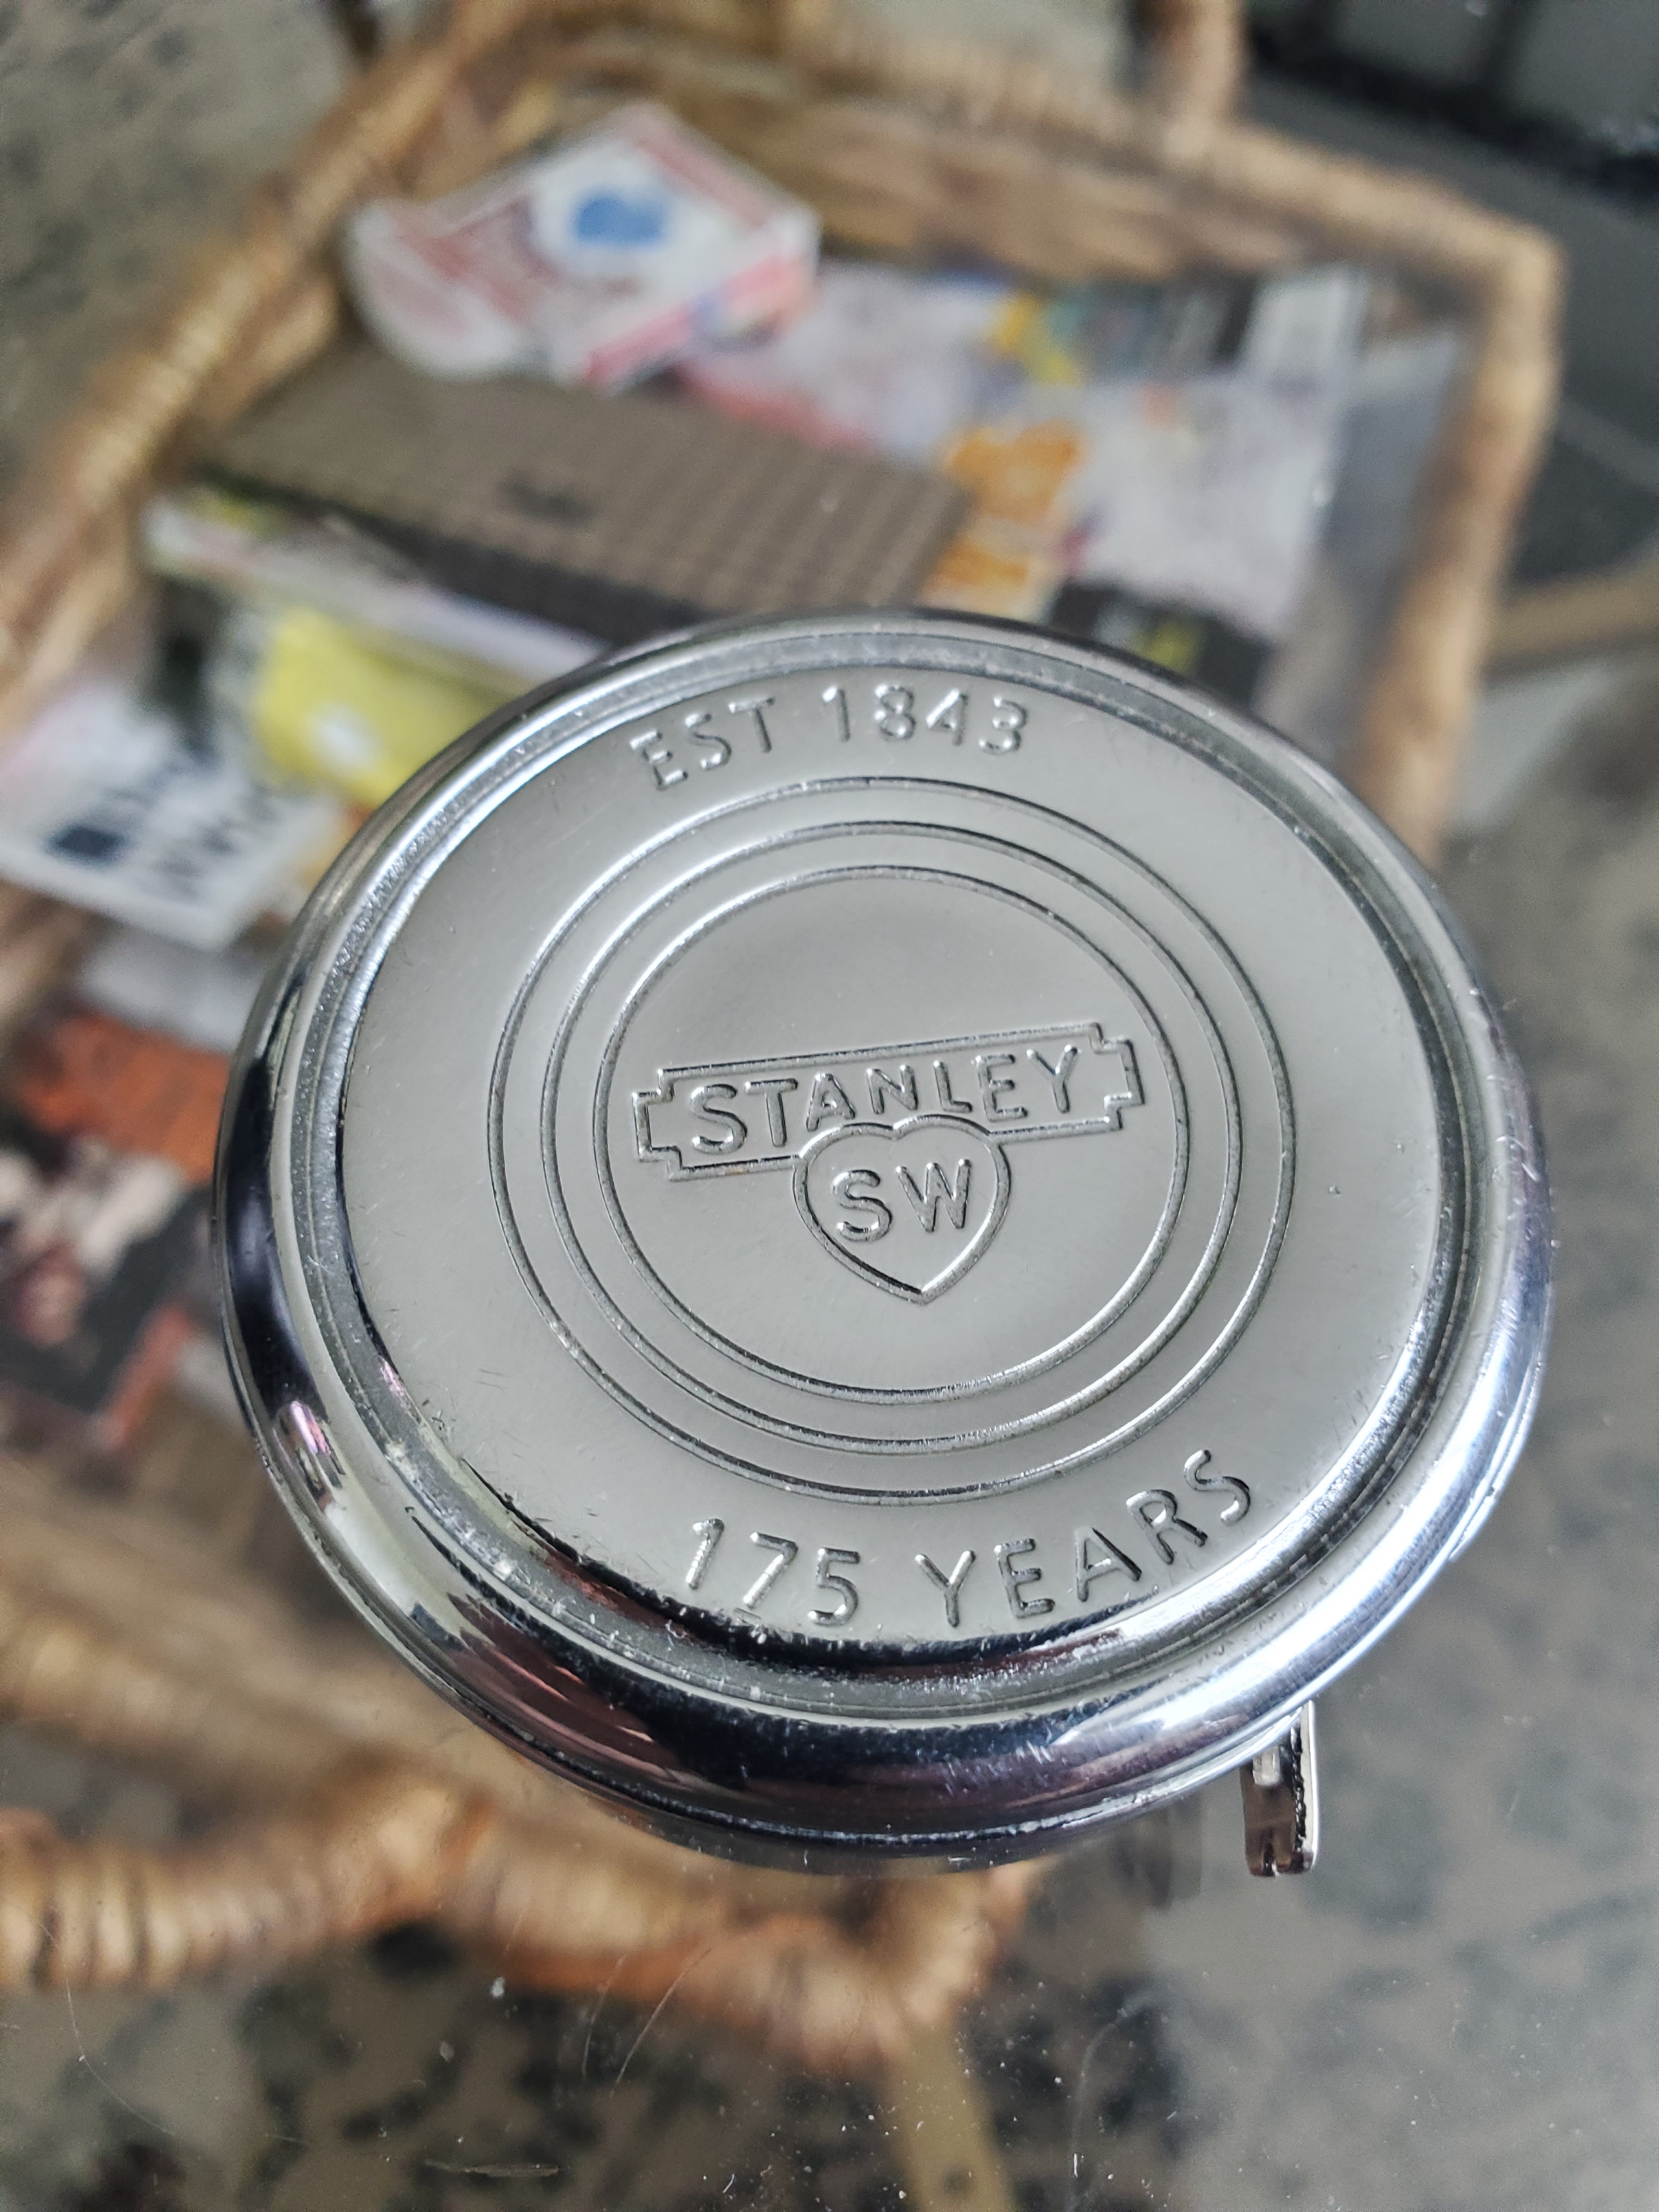 EST 1843
STANLEY
SW
175 YEARS